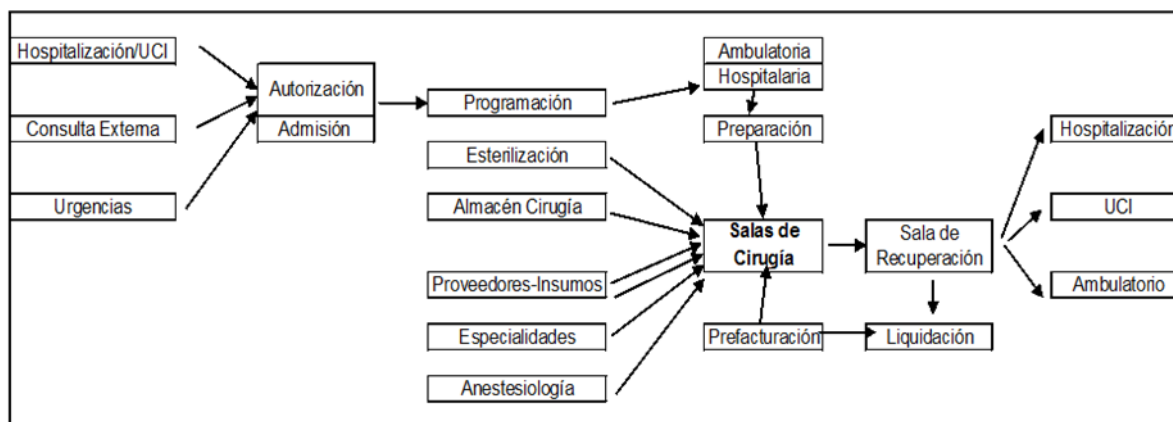 Hospitalización/UCI
Consulta Externa
Urgencias
Autorización
Admisión
Programación
Esterilización
Almacén Cirugía
Proveedores-Insumos
Especialidades
Anestesiología
Ambulatoria
Hospitalaria
Preparación
Salas de
Cirugía
Prefacturación
Sala de
Recuperación
Liquidación
Hospitalización
UCI
Ambulatorio